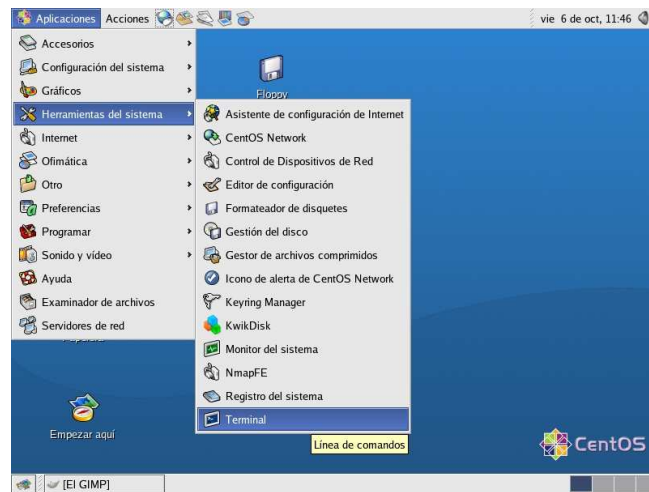 Aplicaciones Acciones vie 6 de oct, 11:46
Accesorios
Configuración del sistema
Gráficos
Herramientas del sistema
Internet
Ofimática
Otro
Preferencias
Programar
Sonido y vídeo
Ayuda
Examinador de archivos
Servidores de red
Floppy
Asistente de configuración de Internet
CentOS Network
Control de Dispositivos de Red
Editor de configuración
Formateador de disquetes
Gestión del disco
Gestor de archivos comprimidos
Icono de alerta de CentOS Network
Keyring Manager
KwikDisk
Monitor del sistema
NmapFE
Registro del sistema
Terminal
Línea de comandos
Empezar aquí
CentOS
[El GIMP]